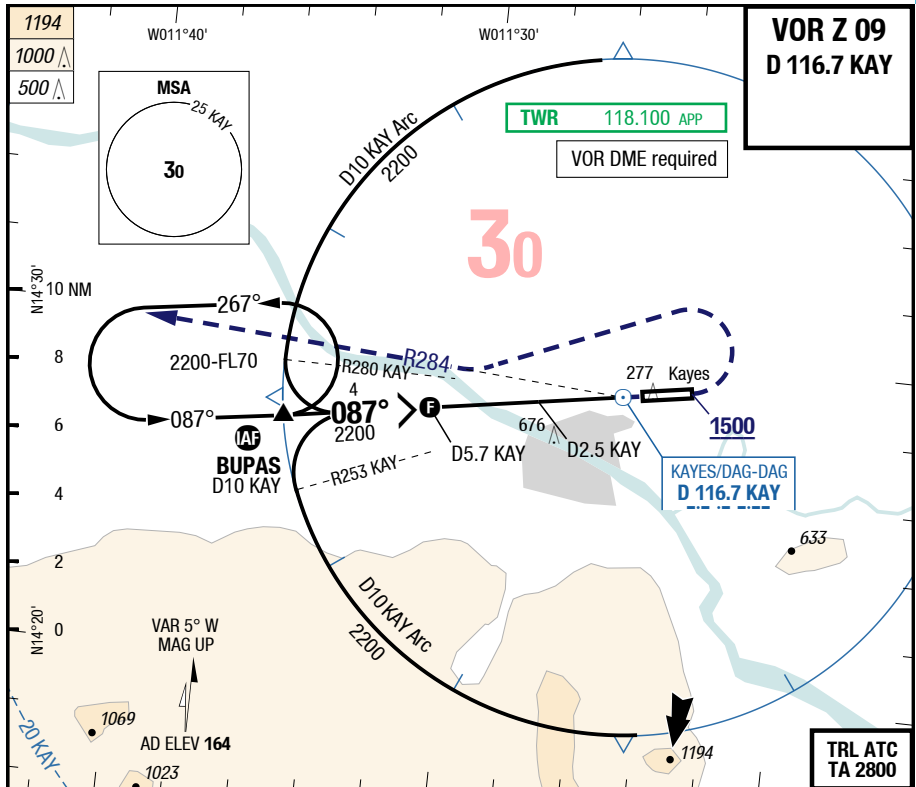 1194
1000
500
W011°40'
W011°30'
VOR Z 09
D 116.7 KAY
MSA
25 KAY
30
TWR 118.100 APP
VOR DME required
D10 KAY Arc
2200
30
N14°30'
10 NM
267°
8
2200-FL70
R284
R280 KAY
277 Kayes
4
087°
087°
2200
F
1500
6
IAF
BUPAS
D10 KAY
676
D5.7 KAY
D2.5 KAY
R253 KAY
KAYES/DAG-DAG
D 116.7 KAY
4
633
2
D10 KAY Arc
2200
N14°20'
0
VAR 5° W
MAG UP
1069
AD ELEV 164
20 KAY
1023
1194
TRL ATC
TA 2800